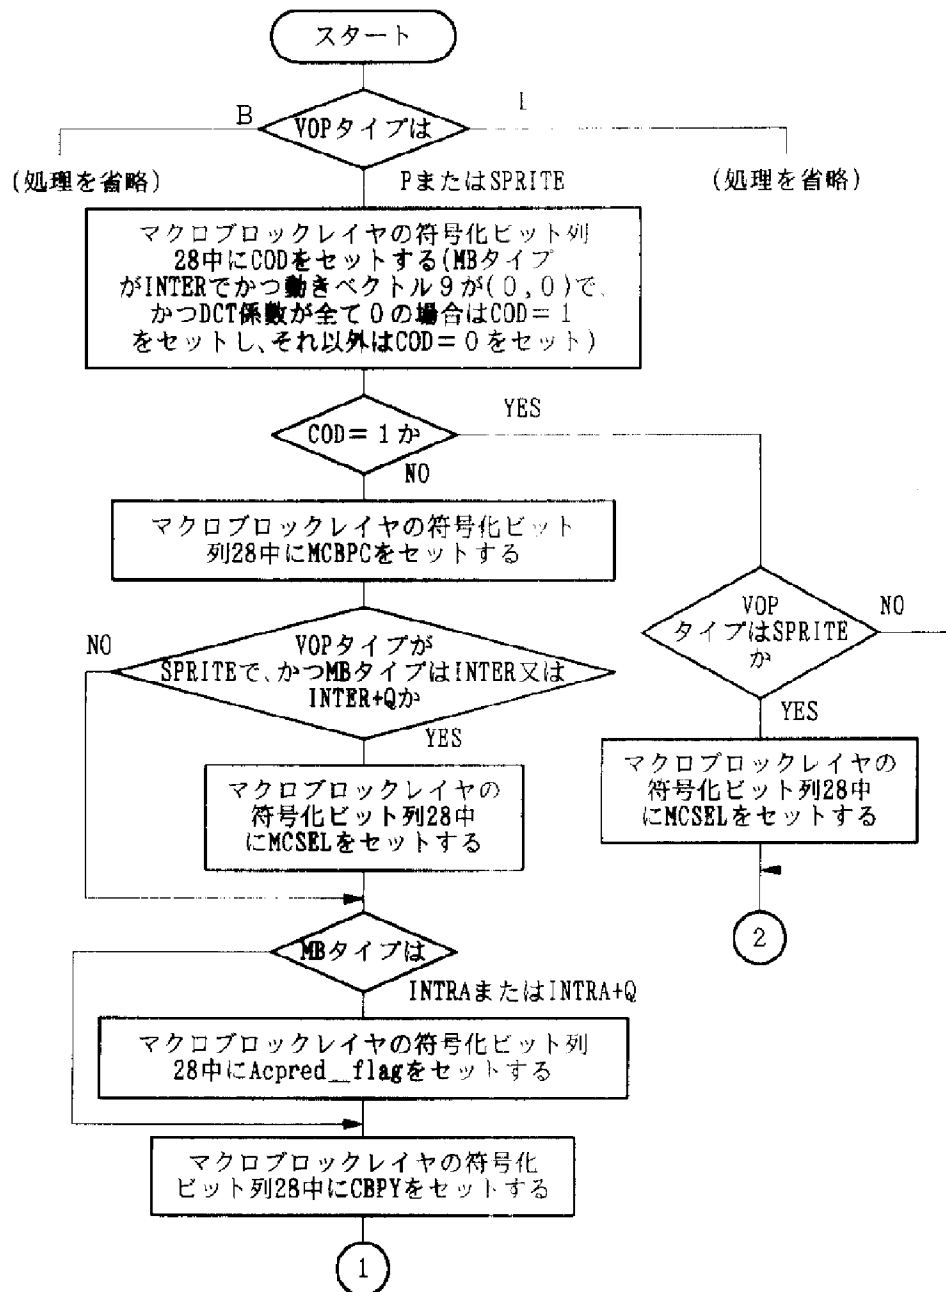 スタート
B
I
VOPタイプは
(処理を省略)
PまたはSPRITE
(処理を省略)
マクロブロックレイヤの符号化ビット列
28中にCODをセットする(MBタイプ
がINTERでかつ動きベクトル9が(0,0)で、
かつDCT係数が全て0の場合はCOD=1
をセットし、それ以外はCOD=0をセット)
YES
COD=1か
NO
マクロブロックレイヤの符号化ビット
列28中にMCBPCをセットする
NO
VOPタイプが
SPRITEで、かつMBタイプはINTER又は
INTER+Qか
YES
VOP
タイプはSPRITE
か
NO
YES
マクロブロックレイヤの
符号化ビット列28中
にMCSELをセットする
マクロブロックレイヤの
符号化ビット列28中
にMCSELをセットする
2
MBタイプは
INTRAまたはINTRA+Q
マクロブロックレイヤの符号化ビット列
28中にAcpred__flagをセットする
マクロブロックレイヤの符号化
ビット列28中にCBPYをセットする
1